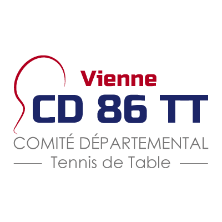 Vienne
CD 86 TT
COMITÉ DÉPARTEMENTAL
Tennis de Table